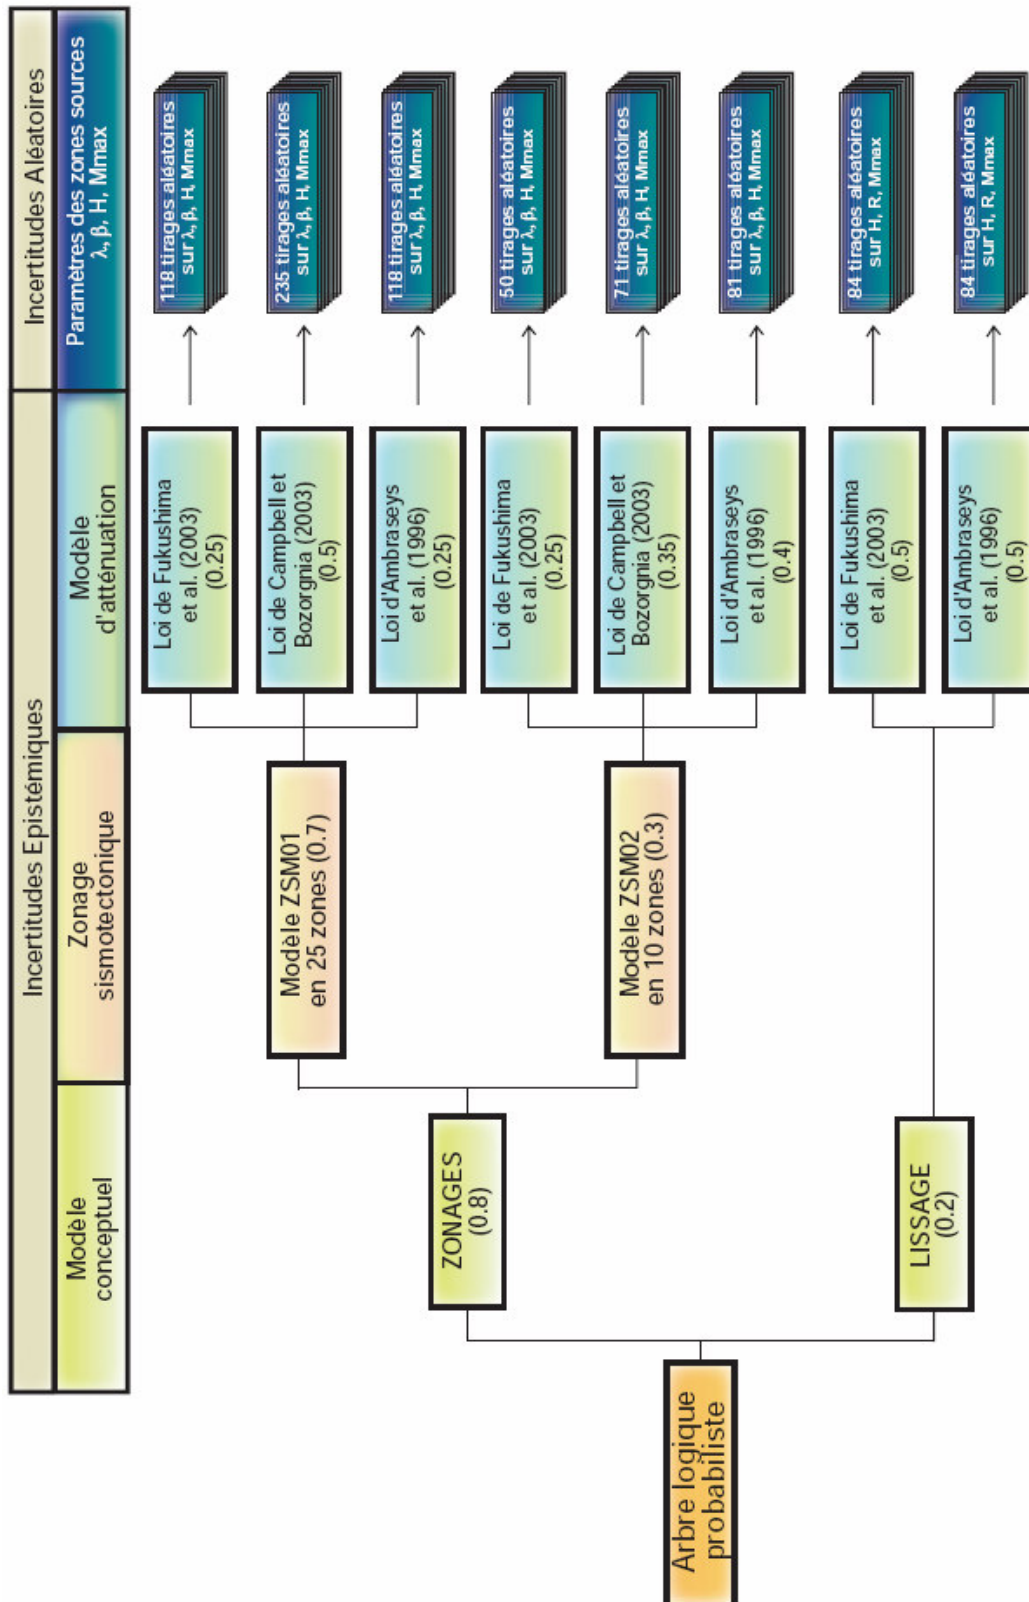 Incertitudes Epistémiques
Incertitudes Aléatoires
Modèle
conceptuel
Zonage
sismotectonique
Modèle
d'atténuation
Paramètres des zones sources
λ, β, H, Mmax
Arbre logique
probabiliste
ZONAGES
(0.8)
LISSAGE
(0.2)
Modèle ZSM01
en 25 zones (0.7)
Modèle ZSM02
en 10 zones (0.3)
Loi de Fukushima
et al. (2003)
(0.25)
118 tirages aléatoires
sur λ, β, H, Mmax
Loi de Campbell et
Bozorgnia (2003)
(0.5)
235 tirages aléatoires
sur λ, β, H, Mmax
Loi d'Ambraseys
et al. (1996)
(0.25)
118 tirages aléatoires
sur λ, β, H, Mmax
Loi de Fukushima
et al. (2003)
(0.25)
50 tirages aléatoires
sur λ, β, H, Mmax
Loi de Campbell et
Bozorgnia (2003)
(0.35)
71 tirages aléatoires
sur λ, β, H, Mmax
Loi d'Ambraseys
et al. (1996)
(0.4)
81 tirages aléatoires
sur λ, β, H, Mmax
Loi de Fukushima
et al. (2003)
(0.5)
84 tirages aléatoires
sur H, R, Mmax
Loi d'Ambraseys
et al. (1996)
(0.5)
84 tirages aléatoires
sur H, R, Mmax